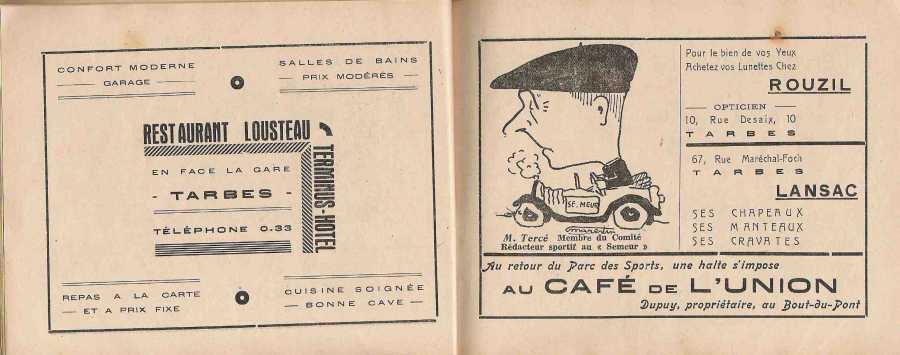 CONFORT MODERNE
GARAGE
SALLES DE BAINS
PRIX MODÉRÉS
RESTAURANT LOUSTEAU
TERMINUS-HOTEL
EN FACE LA GARE
- TARBES -
TÉLÉPHONE 0.33
REPAS A LA CARTE
ET A PRIX FIXE
CUISINE SOIGNÉE
BONNE CAVE
SE.MEUR
M. Tercé Membre du Comité
Rédacteur sportif au « Semeur »
Pour le bien de vos Yeux
Achetez vos Lunettes Chez
ROUZIL
— OPTICIEN —
10, Rue Desaix, 10
TARBES
67, Rue Maréchal-Foch
TARBES
LANSAC
SES CHAPEAUX
SES MANTEAUX
SES CRAVATES
Au retour du Parc des Sports, une halte s'impose
AU CAFÉ DE L'UNION
Dupuy, propriétaire, au Bout-du-Pont